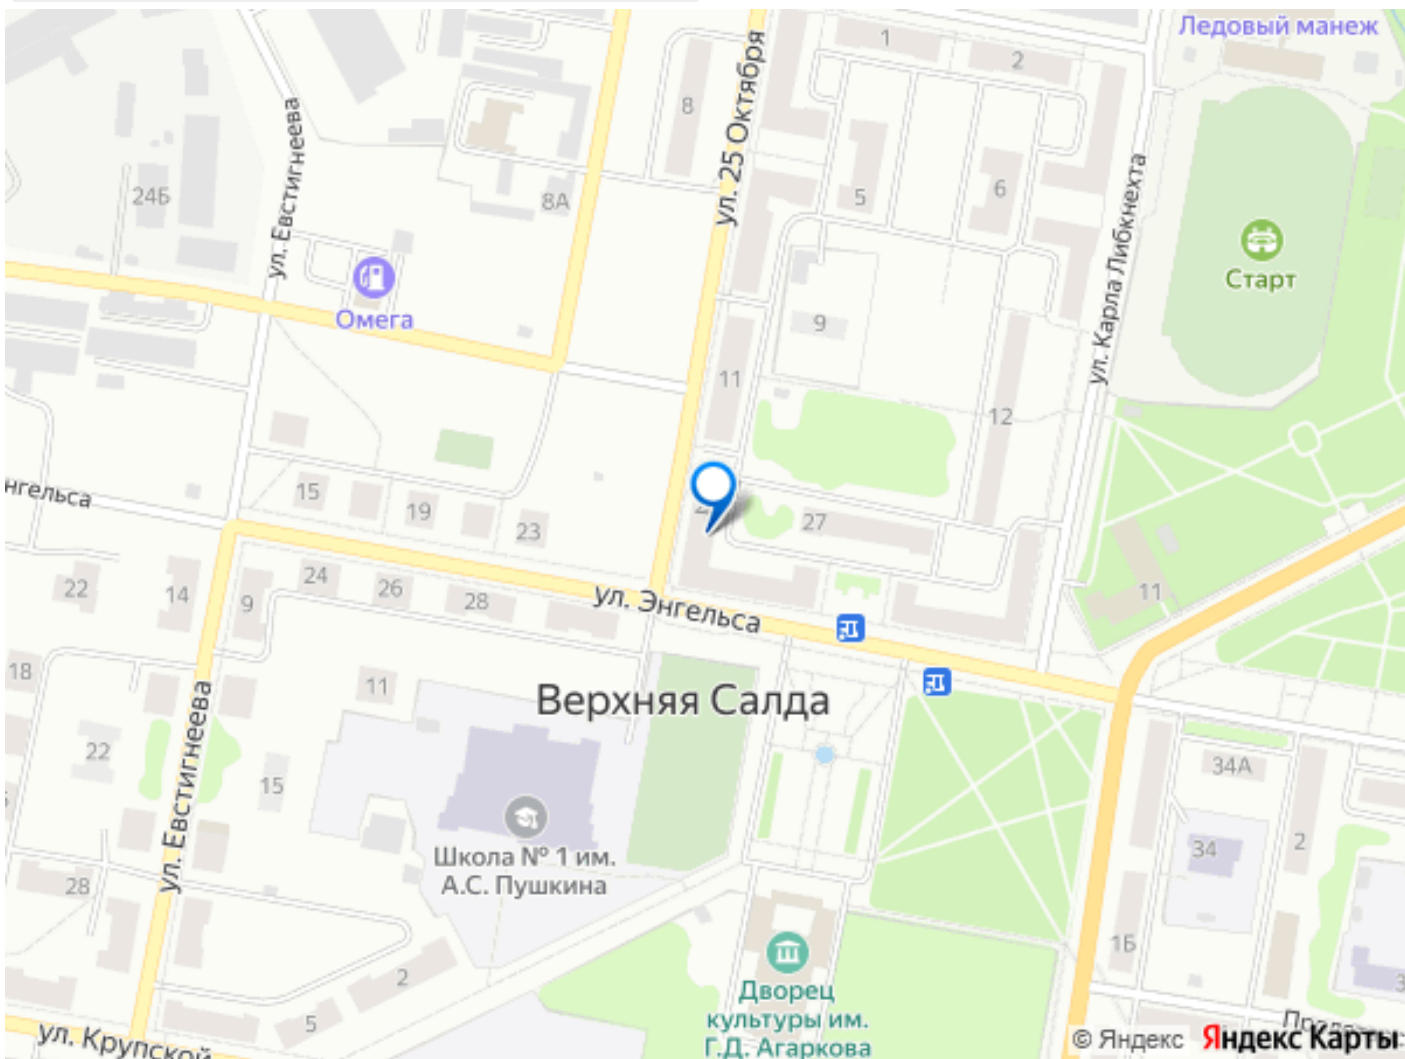 Ледовый манеж
1
2
ул. 25 Октября
8
ул. Евстигнеева
24Б
8А
5
6
ул. Карла Либкнехта
Старт
Омега
9
11
12
нгельса
15
19
23
27
22
14
9
24
26
28
ул. Энгельса
11
18
11
Верхняя Салда
22
15
ул. Евстигнеева
34А
34
2
Школа № 1 им.
А.С. Пушкина
28
2
5
1Б
Дворец
культуры им.
Г.Д. Агаркова
ул. Крупской
© Яндекс Яндекс Карты